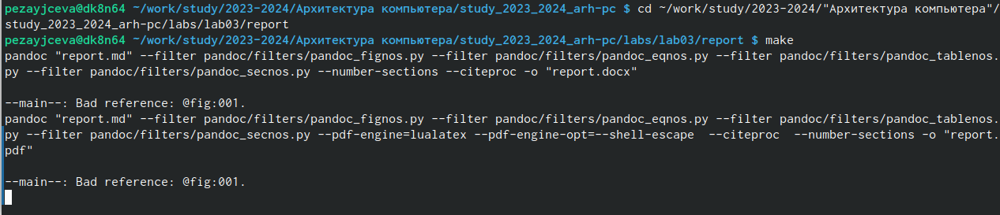 pezayjceva@dk8n64 ~/work/study/2023-2024/Архитектура компьютера/study_2023_2024_arh-pc $ cd ~/work/study/2023-2024/"Архитектура компьютера"/
study_2023_2024_arh-pc/labs/lab03/report
pezayjceva@dk8n64 ~/work/study/2023-2024/Архитектура компьютера/study_2023_2024_arh-pc/labs/lab03/report $ make
pandoc "report.md" --filter pandoc/filters/pandoc_fignos.py --filter pandoc/filters/pandoc_eqnos.py --filter pandoc/filters/pandoc_tablenos.
py --filter pandoc/filters/pandoc_secnos.py --number-sections --citeproc -o "report.docx"
--main--: Bad reference: @fig:001.
pandoc "report.md" --filter pandoc/filters/pandoc_fignos.py --filter pandoc/filters/pandoc_eqnos.py --filter pandoc/filters/pandoc_tablenos.
py --filter pandoc/filters/pandoc_secnos.py --pdf-engine=lualatex --pdf-engine-opt=--shell-escape  --citeproc  --number-sections -o "report.
pdf"
--main--: Bad reference: @fig:001.